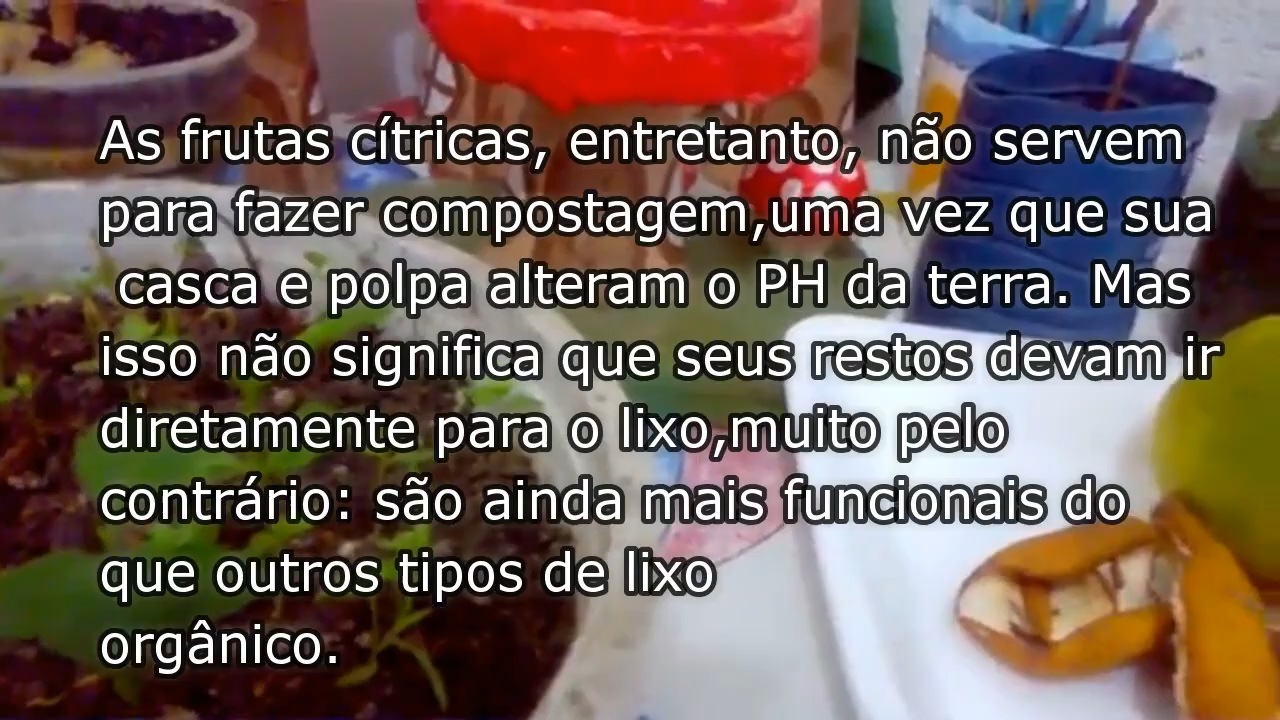 As frutas cítricas, entretanto, não servem
para fazer compostagem,uma vez que sua
casca e polpa alteram o PH da terra. Mas
isso não significa que seus restos devam ir
diretamente para o lixo,muito pelo
contrário: são ainda mais funcionais do
que outros tipos de lixo
orgânico.